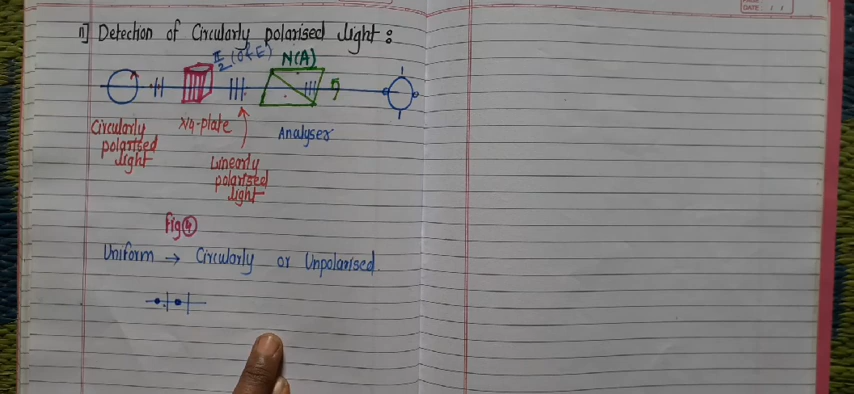 n] Detection of Circularly polarised light :
π/2 (O & E)
N(A)
Circularly polarised light
λ/4-plate
Linearly polarised light
Analyser
Fig ④
Uniform → Circularly or Unpolarised.
DATE